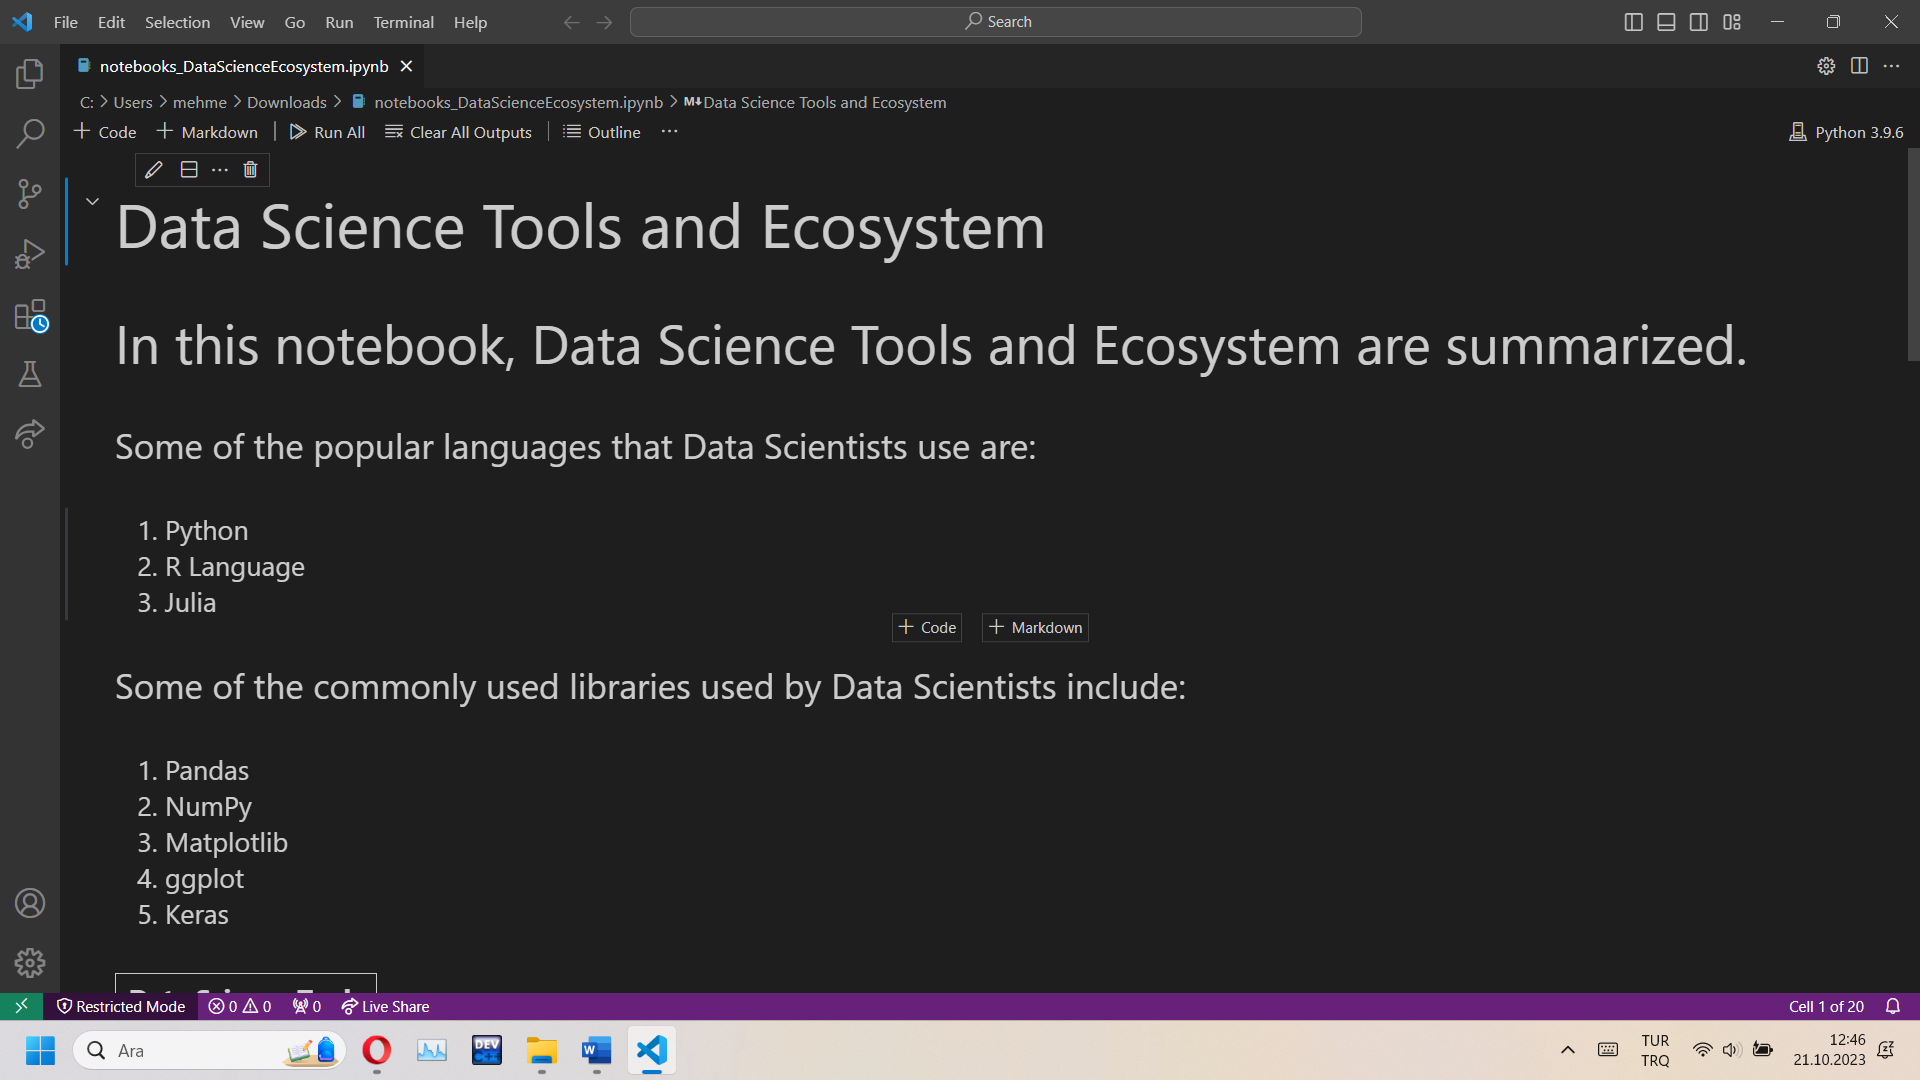 File Edit Selection View Go Run Terminal Help Search
notebooks_DataScienceEcosystem.ipynb
C: > Users > mehme > Downloads > notebooks_DataScienceEcosystem.ipynb > M↓Data Science Tools and Ecosystem
+ Code + Markdown | Run All Clear All Outputs | Outline ... Python 3.9.6
Data Science Tools and Ecosystem
In this notebook, Data Science Tools and Ecosystem are summarized.
Some of the popular languages that Data Scientists use are:
1. Python
2. R Language
3. Julia
+ Code + Markdown
Some of the commonly used libraries used by Data Scientists include:
1. Pandas
2. NumPy
3. Matplotlib
4. ggplot
5. Keras
Restricted Mode 0 0 0 Live Share Cell 1 of 20
Ara DEV C++ W TUR 12:46
TRQ 21.10.2023